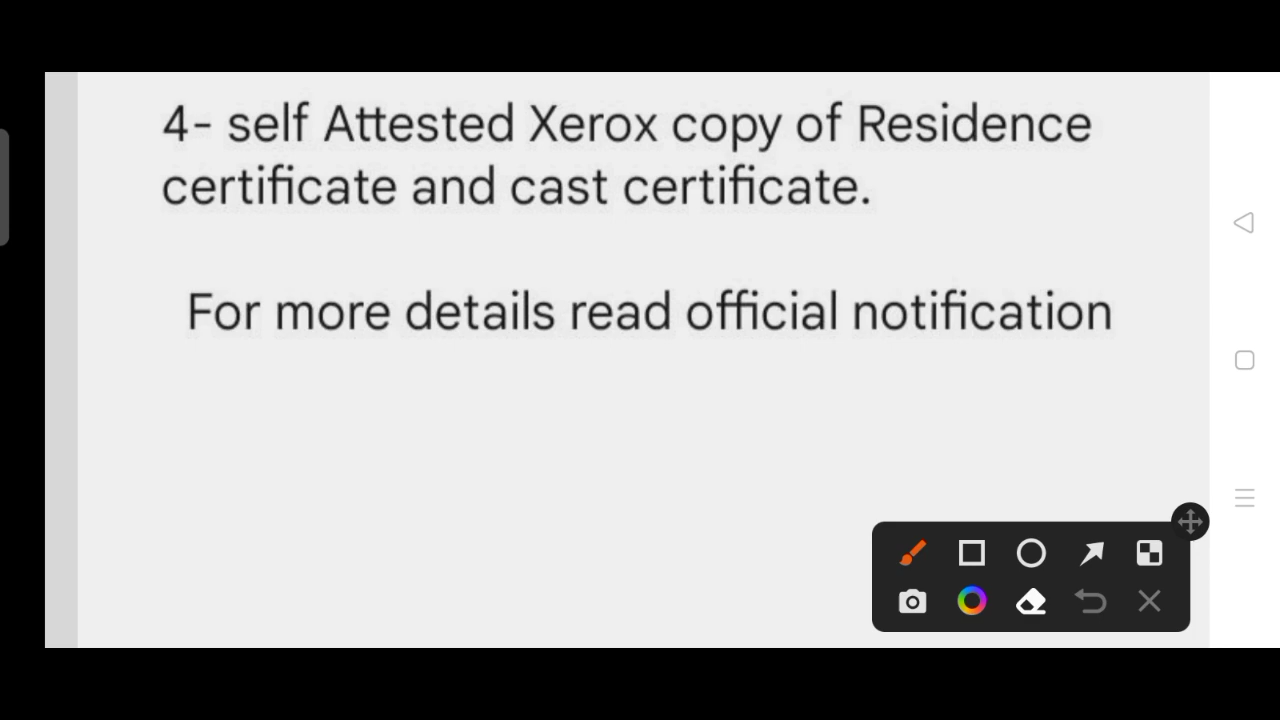 4- self Attested Xerox copy of Residence
certificate and cast certificate.
For more details read official notification